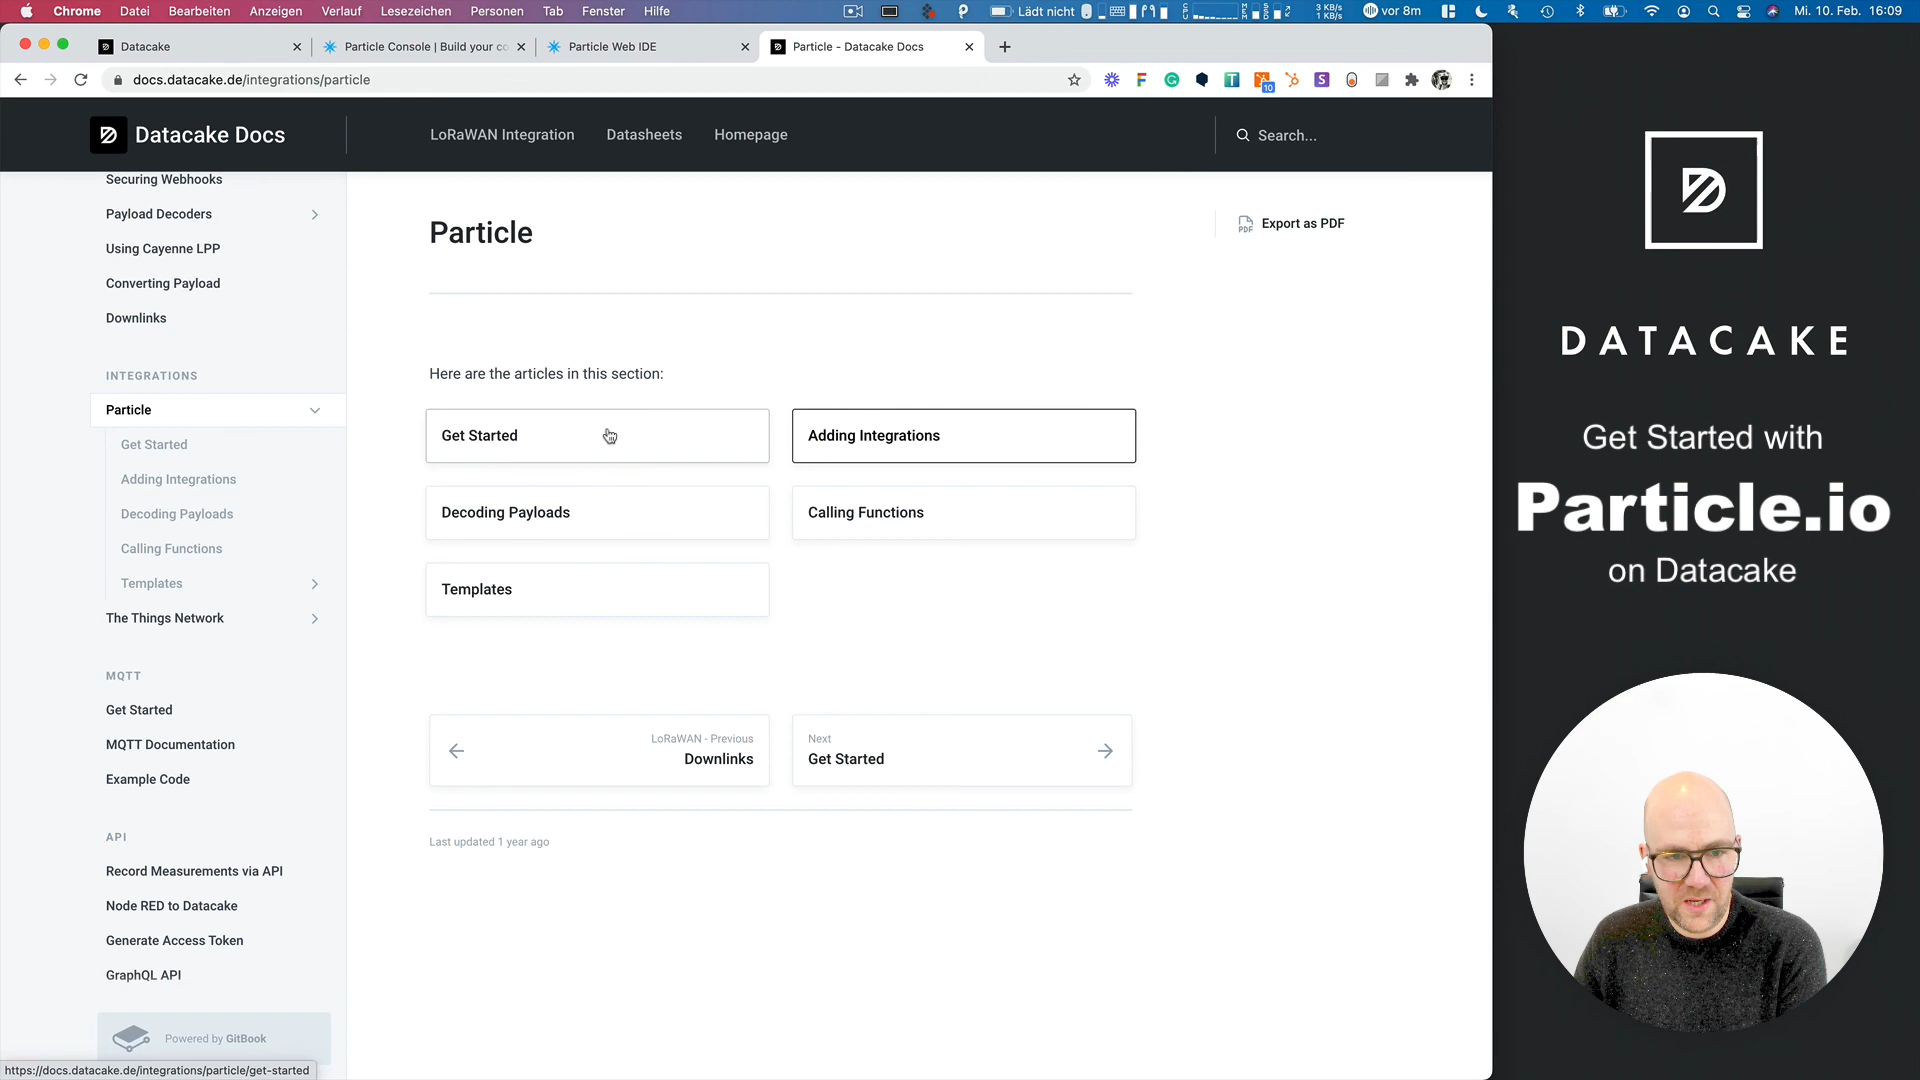 Chrome Datei Bearbeiten Anzeigen Verlauf Lesezeichen Personen Tab Fenster Hilfe
Lädt nicht
3 KB/s
1 KB/s
vor 8m
Mi. 10. Feb. 16:09
Datacake
Particle Console | Build your co
Particle Web IDE
Particle - Datacake Docs
docs.datacake.de/integrations/particle
10
Datacake Docs
LoRaWAN Integration
Datasheets
Homepage
Search...
Securing Webhooks
Payload Decoders
Using Cayenne LPP
Converting Payload
Downlinks
INTEGRATIONS
Particle
Get Started
Adding Integrations
Decoding Payloads
Calling Functions
Templates
The Things Network
MQTT
Get Started
MQTT Documentation
Example Code
API
Record Measurements via API
Node RED to Datacake
Generate Access Token
GraphQL API
Powered by GitBook
https://docs.datacake.de/integrations/particle/get-started
Particle
PDF
Export as PDF
Here are the articles in this section:
Get Started
Adding Integrations
Decoding Payloads
Calling Functions
Templates
LoRaWAN - Previous
Downlinks
Next
Get Started
Last updated 1 year ago
DATACAKE
Get Started with
Particle.io
on Datacake